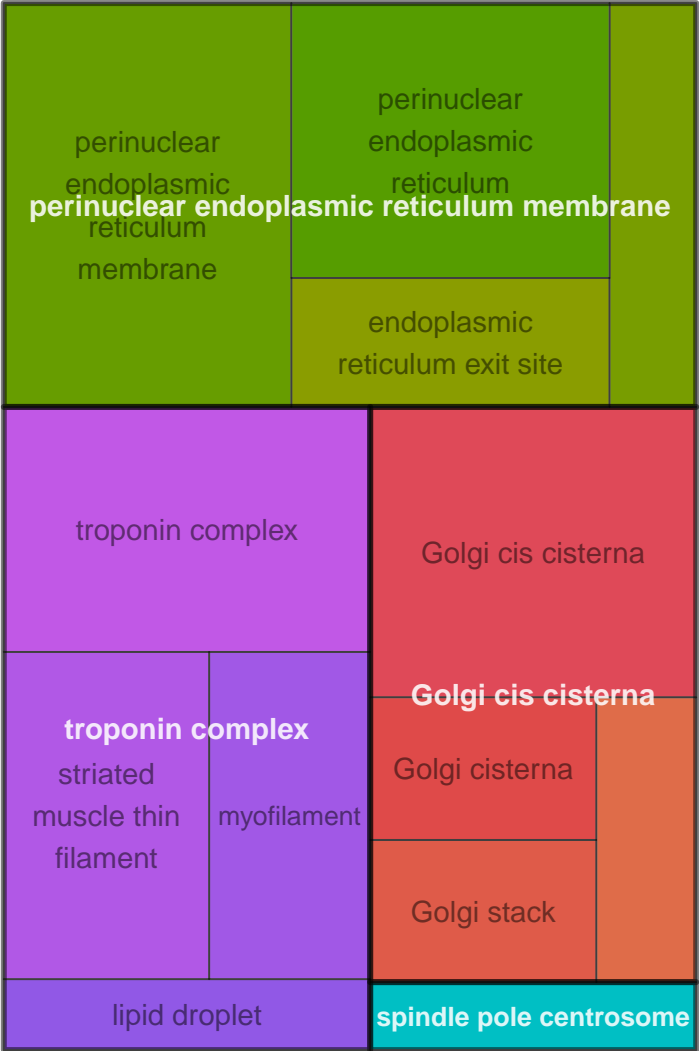 perinuclear
endoplasmic
reticulum
membrane
perinuclear
endoplasmic
reticulum
perinuclear endoplasmic reticulum membrane
endoplasmic
reticulum exit site
troponin complex
troponin complex
striated
muscle thin
filament
myofilament
lipid droplet
Golgi cis cisterna
Golgi cis cisterna
Golgi cisterna
Golgi stack
spindle pole centrosome